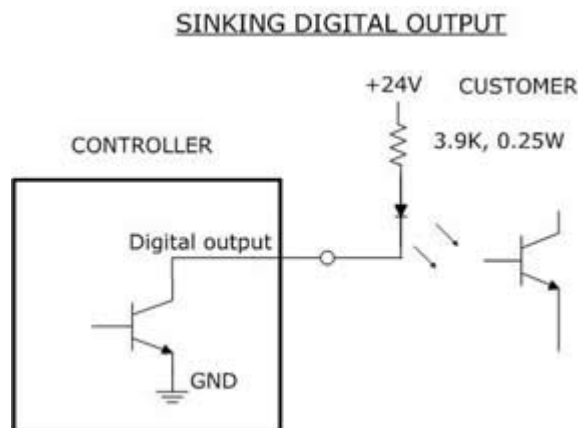 SINKING DIGITAL OUTPUT
+24V CUSTOMER
3.9K, 0.25W
CONTROLLER
Digital output
GND